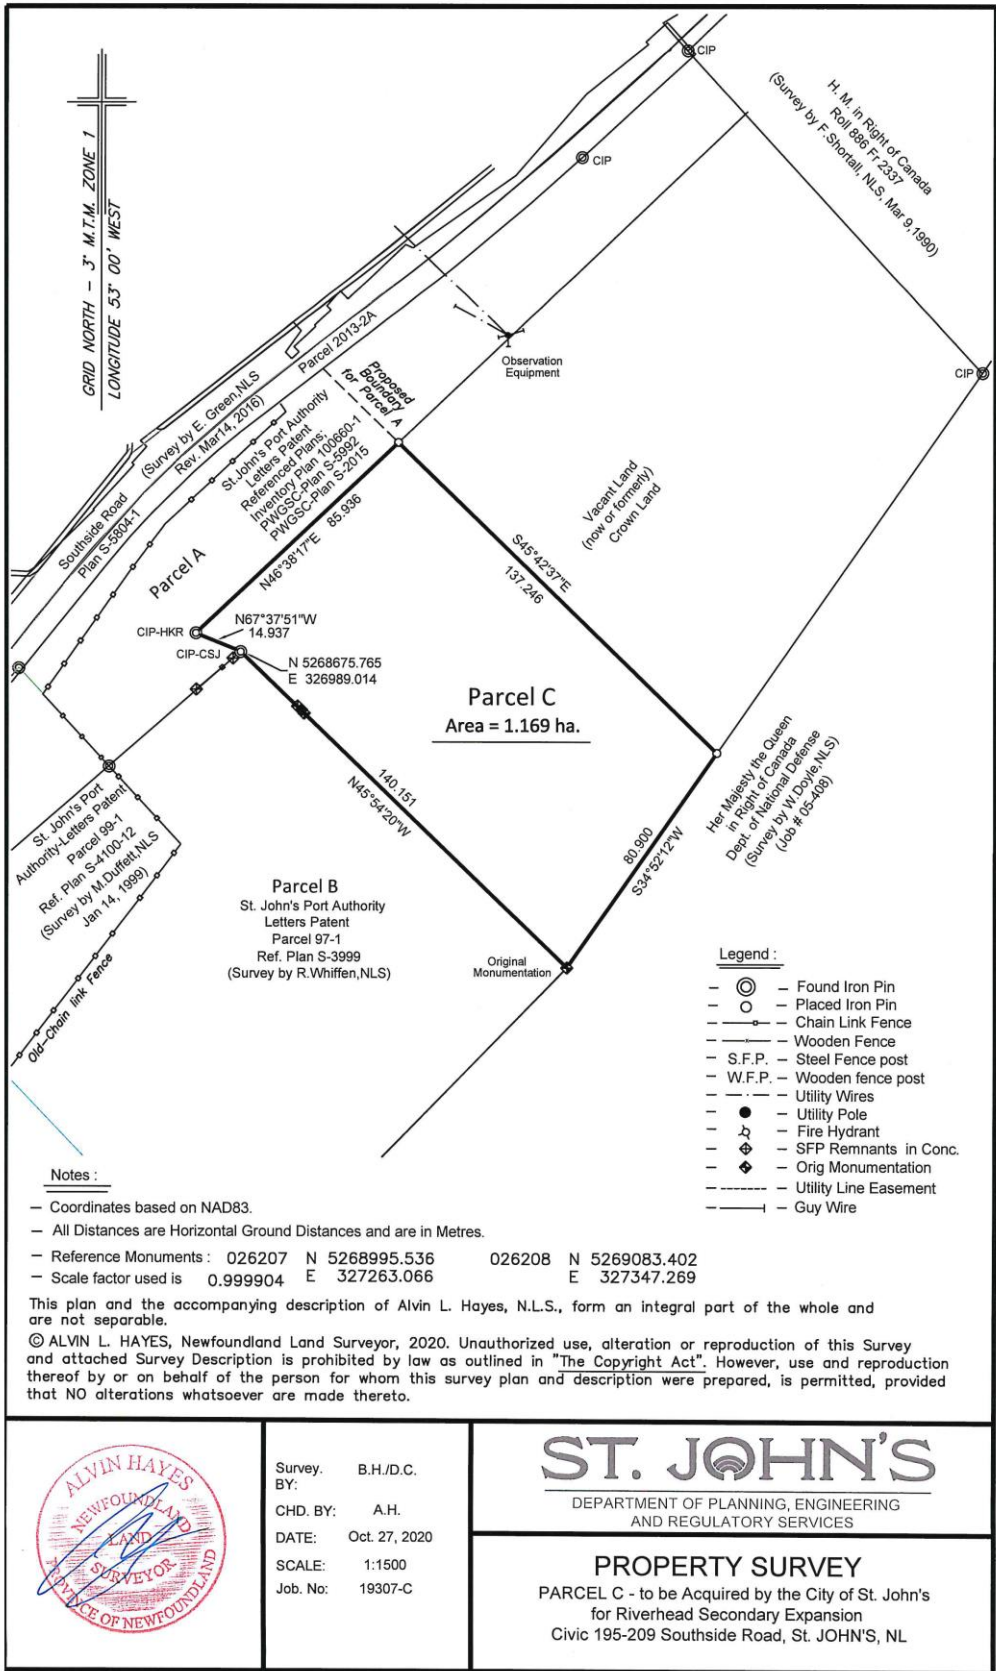 GRID NORTH – 3° M.T.M. ZONE 1
LONGITUDE 53° 00' WEST
CIP
CIP
H. M. in Right of Canada
Roll 886 Fr 2337
(Survey by F.Shortall, NLS, Mar 9,1990)
CIP
Observation
Equipment
Parcel 2013-2A
Proposed
Boundary
for Parcel A
(Survey by E. Green,NLS
Rev. Mar14, 2016)
Southside Road
Plan S-5804-1
St.John's Port Authority
Letters Patent
Referenced Plans;
Inventory Plan 100660-1
PWGSC-Plan S-5992
PWGSC-Plan S-2015
Parcel A
N46°38'17"E 85.936
Vacant Land
(now or formerly)
Crown Land
S45°42'37"E
137.246
CIP-HKR
N67°37'51"W
14.937
CIP-CSJ
N 5268675.765
E 326989.014
Parcel C
Area = 1.169 ha.
140.151
N45°54'20"W
Her Majesty the Queen
in Right of Canada
Dept. of National Defense
(Survey by W.Doyle,NLS)
(Job # 05-408)
80.900
S34°52'12"W
St. John's Port
Authority-Letters Patent
Parcel 99-1
Ref. Plan S-4100-12
(Survey by M.Duffett,NLS
Jan 14, 1999)
Old-Chain link Fence
Parcel B
St. John's Port Authority
Letters Patent
Parcel 97-1
Ref. Plan S-3999
(Survey by R.Whiffen,NLS)
Original
Monumentation
Legend :
– – Found Iron Pin
– – Placed Iron Pin
– – Chain Link Fence
– – Wooden Fence
– S.F.P. – Steel Fence post
– W.F.P. – Wooden fence post
– – Utility Wires
– – Utility Pole
– – Fire Hydrant
– – SFP Remnants in Conc.
– – Orig Monumentation
– – Utility Line Easement
– – Guy Wire
Notes :
– Coordinates based on NAD83.
– All Distances are Horizontal Ground Distances and are in Metres.
– Reference Monuments : 026207 N 5268995.536 026208 N 5269083.402
– Scale factor used is 0.999904 E 327263.066 E 327347.269
This plan and the accompanying description of Alvin L. Hayes, N.L.S., form an integral part of the whole and
are not separable.
© ALVIN L. HAYES, Newfoundland Land Surveyor, 2020. Unauthorized use, alteration or reproduction of this Survey
and attached Survey Description is prohibited by law as outlined in "The Copyright Act". However, use and reproduction
thereof by or on behalf of the person for whom this survey plan and description were prepared, is permitted, provided
that NO alterations whatsoever are made thereto.
ALVIN HAYES
NEWFOUNDLAND
LAND
SURVEYOR
PROVINCE OF NEWFOUNDLAND
Survey. B.H./D.C.
BY:
CHD. BY: A.H.
DATE: Oct. 27, 2020
SCALE: 1:1500
Job. No: 19307-C
ST. JOHN'S
DEPARTMENT OF PLANNING, ENGINEERING
AND REGULATORY SERVICES
PROPERTY SURVEY
PARCEL C - to be Acquired by the City of St. John's
for Riverhead Secondary Expansion
Civic 195-209 Southside Road, St. JOHN'S, NL